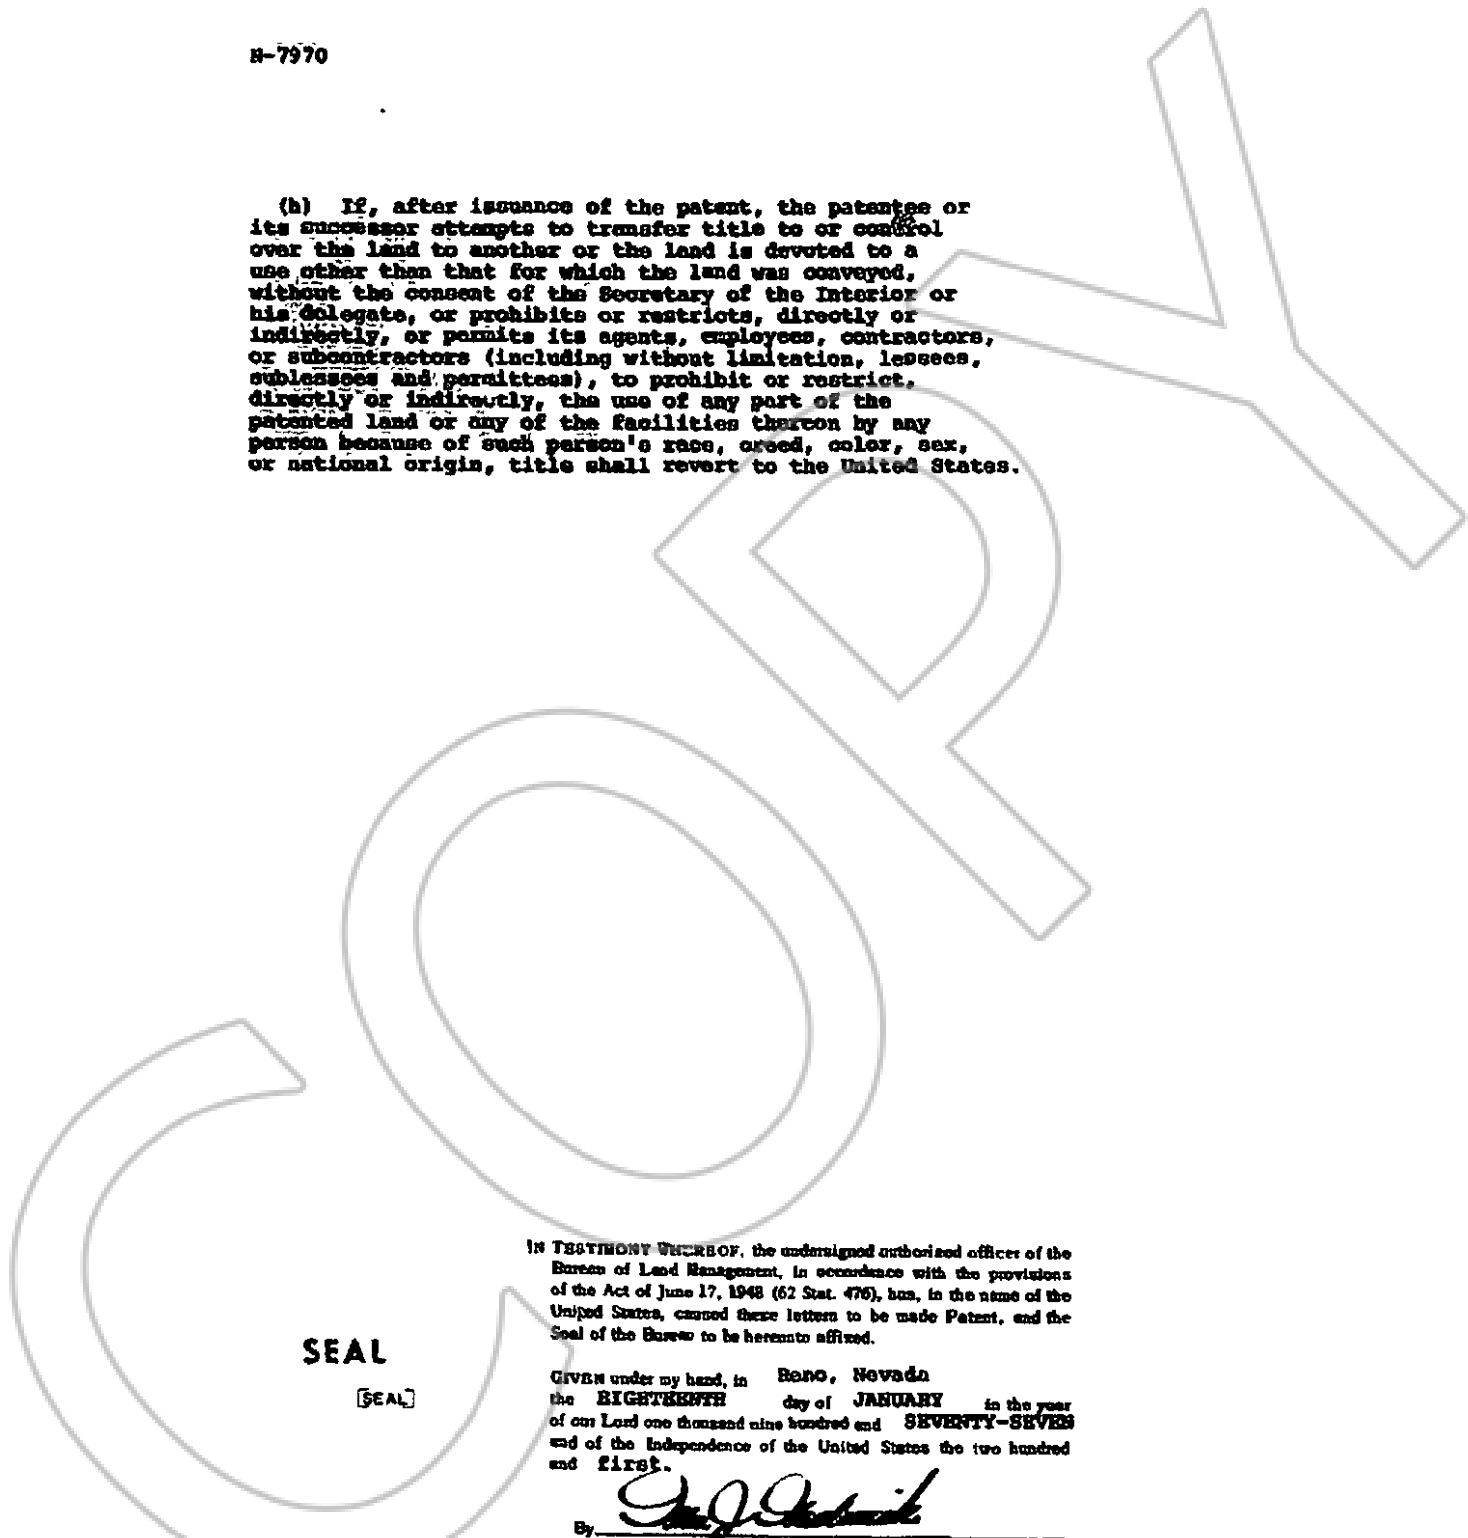 N-7970
(h) If, after issuance of the patent, the patentee or
its successor attempts to transfer title to or control
over the land to another or the land is devoted to a
use other than that for which the land was conveyed,
without the consent of the Secretary of the Interior or
his delegate, or prohibits or restricts, directly or
indirectly, or permits its agents, employees, contractors,
or subcontractors (including without limitation, lessees,
sublessees and permittees), to prohibit or restrict,
directly or indirectly, the use of any part of the
patented land or any of the facilities thereon by any
person because of such person's race, creed, color, sex,
or national origin, title shall revert to the United States.
COPY
IN TESTIMONY WHEREOF, the undersigned authorized officer of the
Bureau of Land Management, in accordance with the provisions
of the Act of June 17, 1948 (62 Stat. 476), has, in the name of the
United States, caused these letters to be made Patent, and the
Seal of the Bureau to be hereunto affixed.
SEAL
[SEAL]
GIVEN under my hand, in Reno, Nevada
the EIGHTEENTH day of JANUARY in the year
of our Lord one thousand nine hundred and SEVENTY-SEVEN
and of the Independence of the United States the two hundred
and first.
By